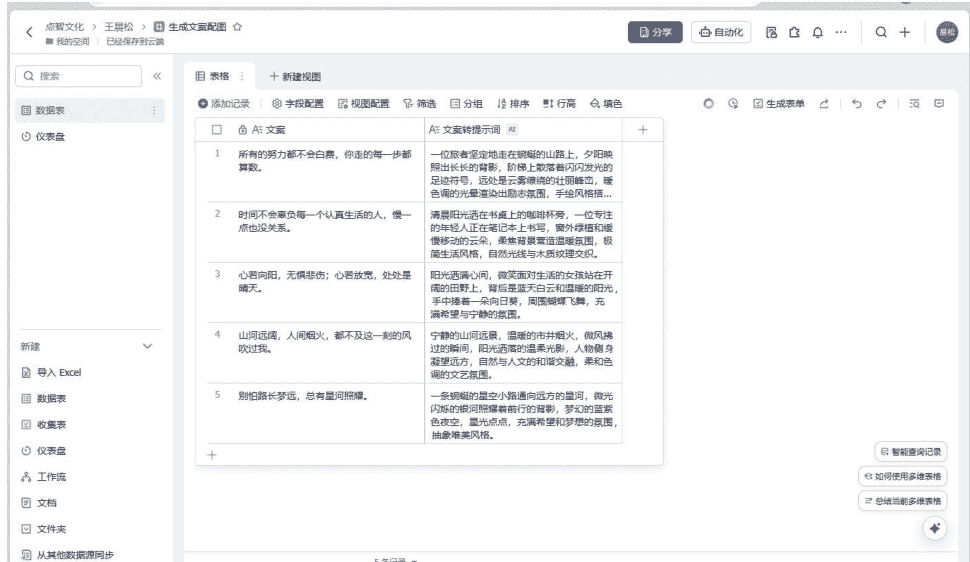 点智文化 > 王晨松 > 生成文案配图
我的空间 | 已经保存到云端
分享
自动化
晨松
搜索
数据表
仪表盘
新建
导入 Excel
数据表
收集表
仪表盘
工作流
文档
文件夹
从其他数据源同步
表格
新建视图
添加记录
字段配置
视图配置
筛选
分组
排序
行高
填色
生成表单
文案
文案转提示词 AI
1
所有的努力都不会白费，你走的每一步都
算数。
一位旅者坚定地走在蜿蜒的山路上，夕阳映
照出长长的背影，阶梯上散落着闪闪发光的
足迹符号，远处是云雾缭绕的壮丽峰峦，暖
色调的光晕渲染出励志氛围，手绘风格搭...
2
时间不会辜负每一个认真生活的人，慢一
点也没关系。
清晨阳光洒在书桌上的咖啡杯旁，一位专注
的年轻人正在笔记本上书写，窗外绿植和缓
慢移动的云朵，柔焦背景营造温暖氛围，极
简生活风格，自然光线与木质纹理交织。
3
心若向阳，无惧悲伤；心若放宽，处处是
晴天。
阳光洒满心间，微笑面对生活的女孩站在开
阔的田野上，背后是蓝天白云和温暖的阳光，
手中捧着一朵向日葵，周围蝴蝶飞舞，充
满希望与宁静的氛围。
4
山河远阔，人间烟火，都不及这一刻的风
吹过我。
宁静的山河远景，温暖的市井烟火，微风拂
过的瞬间，阳光洒落的温柔光影，人物侧身
凝望远方，自然与人文的和谐交融，柔和色
调的文艺氛围。
5
别怕路长梦远，总有星河照耀。
一条蜿蜒的星空小路通向远方的星河，微光
闪烁的银河照耀着前行的背影，梦幻的蓝紫
色夜空，星光点点，充满希望和梦想的氛围，
抽象唯美风格。
智能查询记录
如何使用多维表格
总结当前多维表格
5 条记录